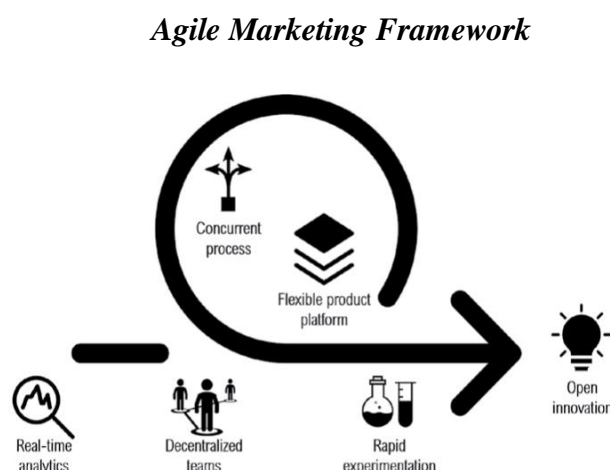 Agile Marketing Framework
Concurrent
process
Flexible product
platform
Open
innovation
Real-time
analytics
Decentralized
teams
Rapid
experimentation